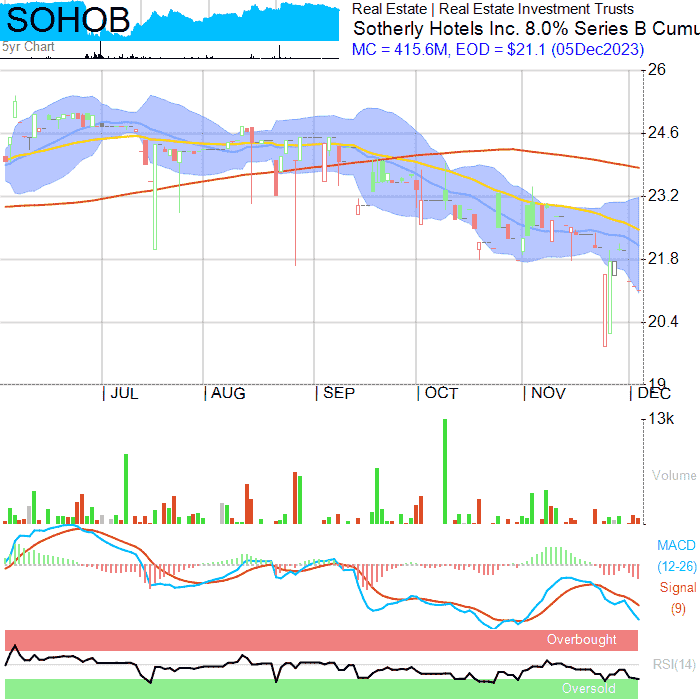 SOHOB
5yr Chart
Real Estate | Real Estate Investment Trusts
Sotherly Hotels Inc. 8.0% Series B Cumu
MC = 415.6M, EOD = $21.1 (05Dec2023)
26
24.6
23.2
21.8
20.4
19
JUL AUG SEP OCT NOV DEC
13k
Volume
MACD
(12-26)
Signal
(9)
Overbought
RSI(14)
Oversold